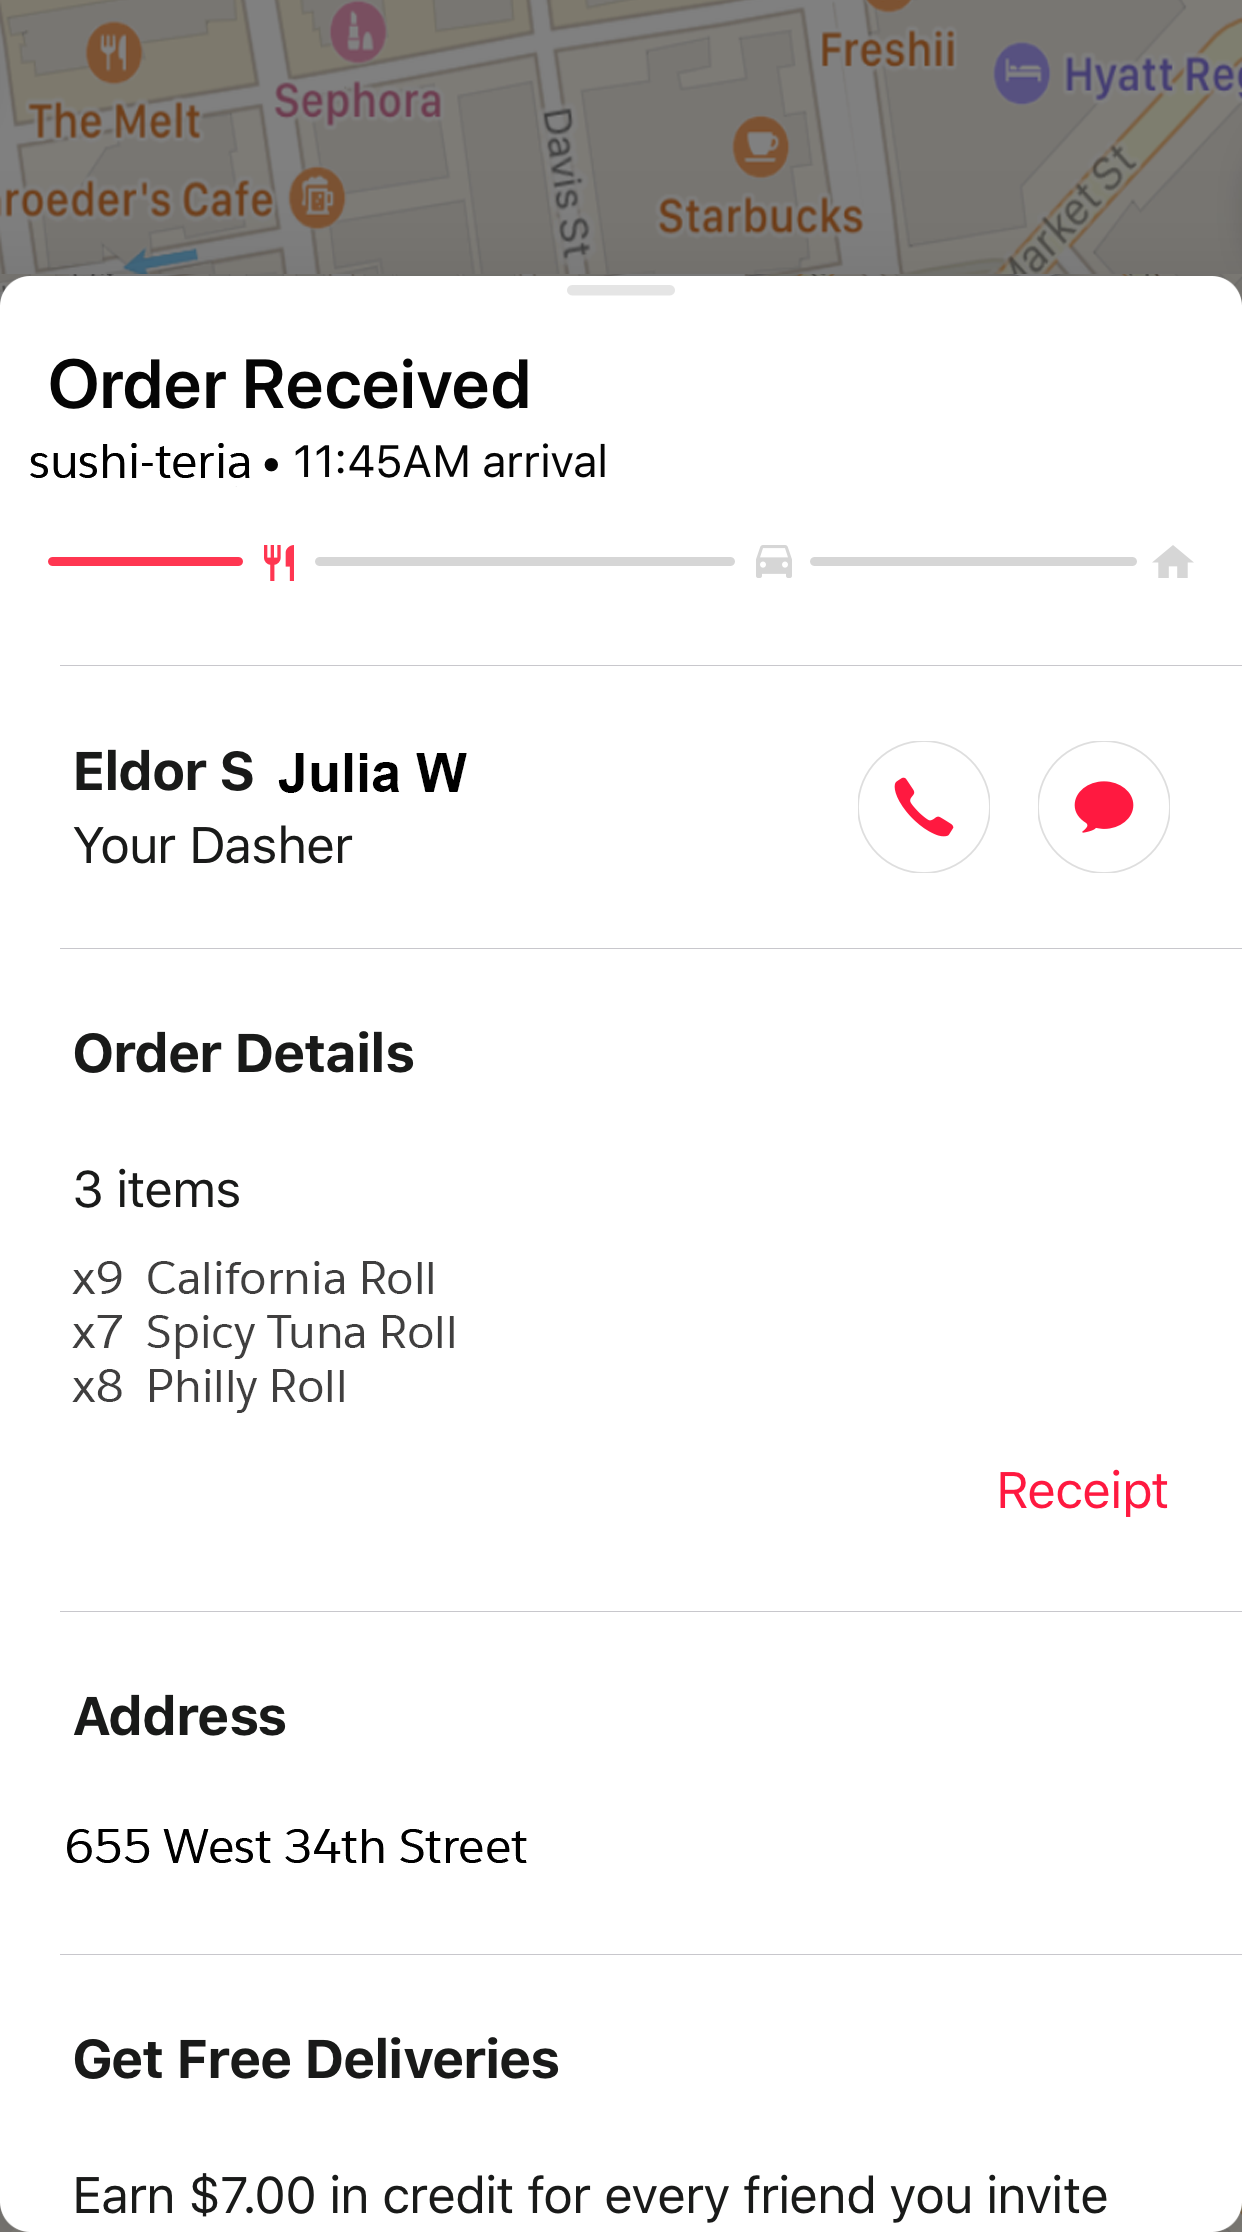 Freshii
Hyatt Reg
The Melt
Sephora
Davis St
roeder's Cafe
Starbucks
Market St
Order Received
sushi-teria • 11:45AM arrival
Eldor S Julia W
Your Dasher
Order Details
3 items
x9 California Roll
x7 Spicy Tuna Roll
x8 Philly Roll
Receipt
Address
655 West 34th Street
Get Free Deliveries
Earn $7.00 in credit for every friend you invite